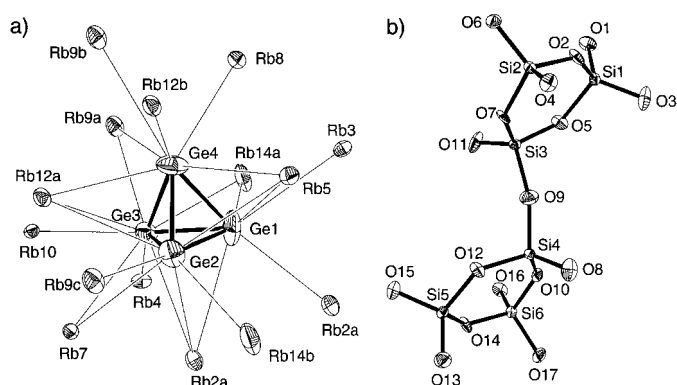 a)
b)
Rb9b
Rb8
Rb12b
Rb9a
Rb3
Ge4
Rb14a
Rb12a
Rb5
Ge3
Ge1
Rb10
Ge2
Rb9c
Rb4
Rb2a
Rb7
Rb14b
Rb2a
O6
O1
O2
Si2
Si1
O4
O3
O7
O5
O11
Si3
O9
O12
Si4
O15
O16
O8
O10
Si5
Si6
O14
O13
O17